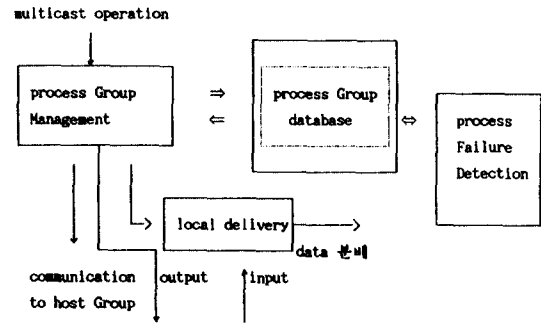 multicast operation
process Group
Management
⇒
⇐
process Group
database
⇔
process
Failure
Detection
local delivery
data 분배
communication
to host Group
output
input